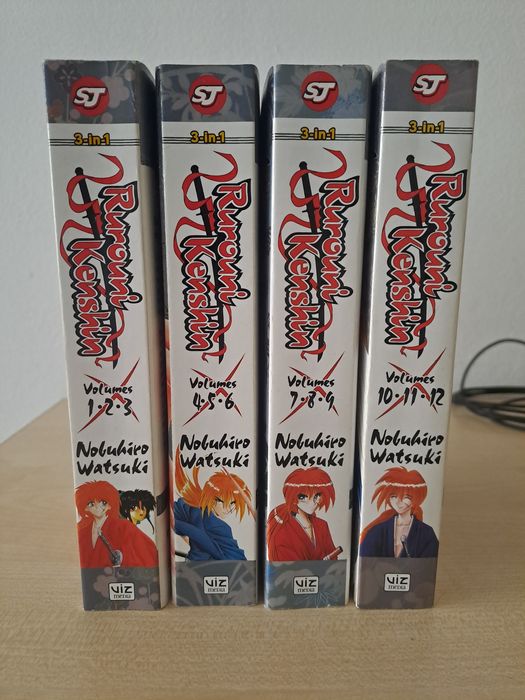 SJ
3-in-1
Rurouni
Kenshin
Volumes
1·2·3
Nobuhiro
Watsuki
VIZ
MEDIA
SJ
3-in-1
Rurouni
Kenshin
Volumes
4·5·6
Nobuhiro
Watsuki
VIZ
MEDIA
SJ
3-in-1
Rurouni
Kenshin
Volumes
7·8·9
Nobuhiro
Watsuki
VIZ
MEDIA
SJ
3-in-1
Rurouni
Kenshin
Volumes
10·11·12
Nobuhiro
Watsuki
VIZ
MEDIA